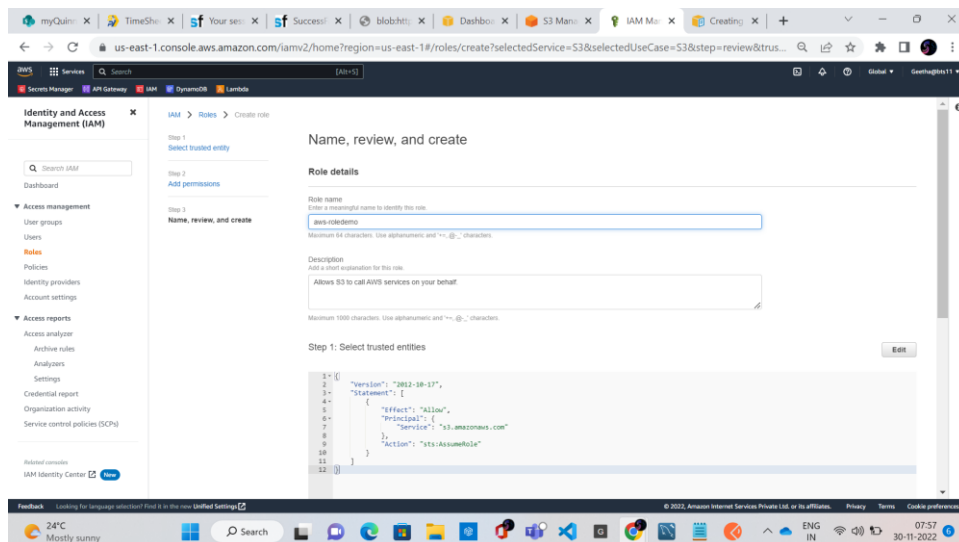 myQuinn
TimeShe
Your ses
Successf
blob:http
Dashboa
S3 Mana
IAM Mar
Creating
us-east-1.console.aws.amazon.com/iamv2/home?region=us-east-1#/roles/create?selectedService=S3&selectedUseCase=S3&step=review&trus...
aws
Services
Search
[Alt+S]
Global
Geetha@bts11
Secrets Manager
API Gateway
IAM
DynamoDB
Lambda
Identity and Access
Management (IAM)
Search IAM
Dashboard
Access management
User groups
Users
Roles
Policies
Identity providers
Account settings
Access reports
Access analyzer
Archive rules
Analyzers
Settings
Credential report
Organization activity
Service control policies (SCPs)
Related consoles
IAM Identity Center
New
IAM > Roles > Create role
Step 1
Select trusted entity
Step 2
Add permissions
Step 3
Name, review, and create
Name, review, and create
Role details
Role name
Enter a meaningful name to identify this role.
aws-roledemo
Maximum 64 characters. Use alphanumeric and '+=,.@-_' characters.
Description
Add a short explanation for this role.
Allows S3 to call AWS services on your behalf.
Maximum 1000 characters. Use alphanumeric and '+=,.@-_' characters.
Step 1: Select trusted entities
Edit
1 {
2 "Version": "2012-10-17",
3 "Statement": [
4 {
5 "Effect": "Allow",
6 "Principal": {
7 "Service": "s3.amazonaws.com"
8 },
9 "Action": "sts:AssumeRole"
10 }
11 ]
12 }
Feedback
Looking for language selection? Find it in the new Unified Settings
© 2022, Amazon Internet Services Private Ltd. or its affiliates.
Privacy
Terms
Cookie preferences
24°C
Mostly sunny
Search
ENG
IN
07:57
30-11-2022
6